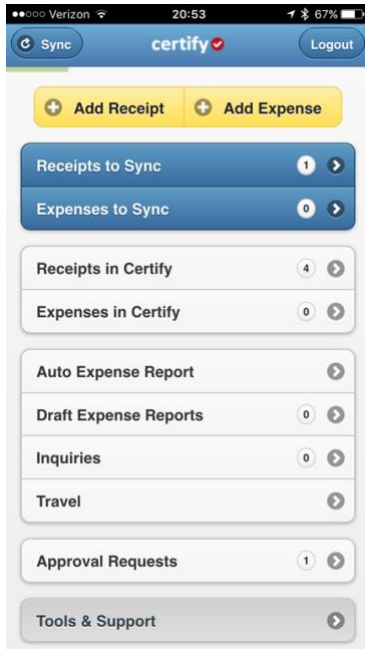 Verizon 20:53 67%
Sync certify Logout
Add Receipt Add Expense
Receipts to Sync 1
Expenses to Sync 0
Receipts in Certify 4
Expenses in Certify 0
Auto Expense Report
Draft Expense Reports 0
Inquiries 0
Travel
Approval Requests 1
Tools & Support